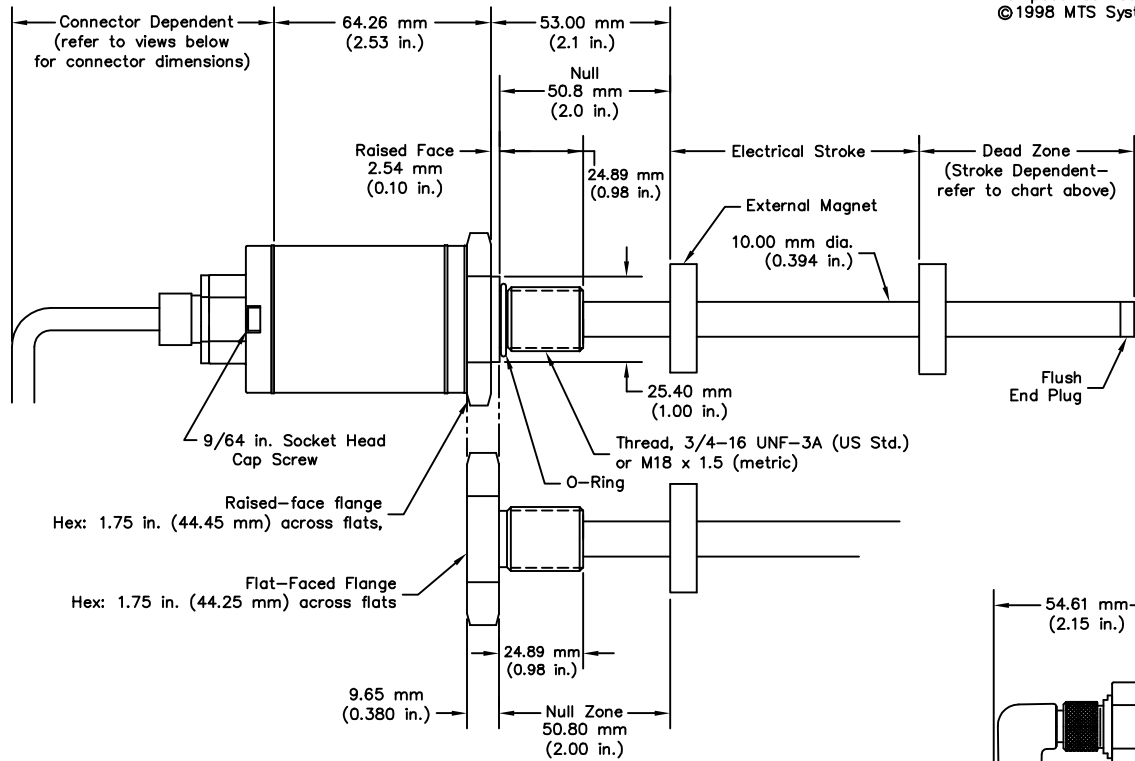 ©1998 MTS Syst
Connector Dependent
(refer to views below
for connector dimensions)
64.26 mm
(2.53 in.)
53.00 mm
(2.1 in.)
Null
50.8 mm
(2.0 in.)
Raised Face
2.54 mm
(0.10 in.)
24.89 mm
(0.98 in.)
Electrical Stroke
Dead Zone
(Stroke Dependent–
refer to chart above)
External Magnet
10.00 mm dia.
(0.394 in.)
25.40 mm
(1.00 in.)
Flush
End Plug
9/64 in. Socket Head
Cap Screw
Thread, 3/4–16 UNF–3A (US Std.)
or M18 x 1.5 (metric)
O–Ring
Raised–face flange
Hex: 1.75 in. (44.45 mm) across flats,
Flat–Faced Flange
Hex: 1.75 in. (44.25 mm) across flats
24.89 mm
(0.98 in.)
9.65 mm
(0.380 in.)
Null Zone
50.80 mm
(2.00 in.)
54.61 mm
(2.15 in.)